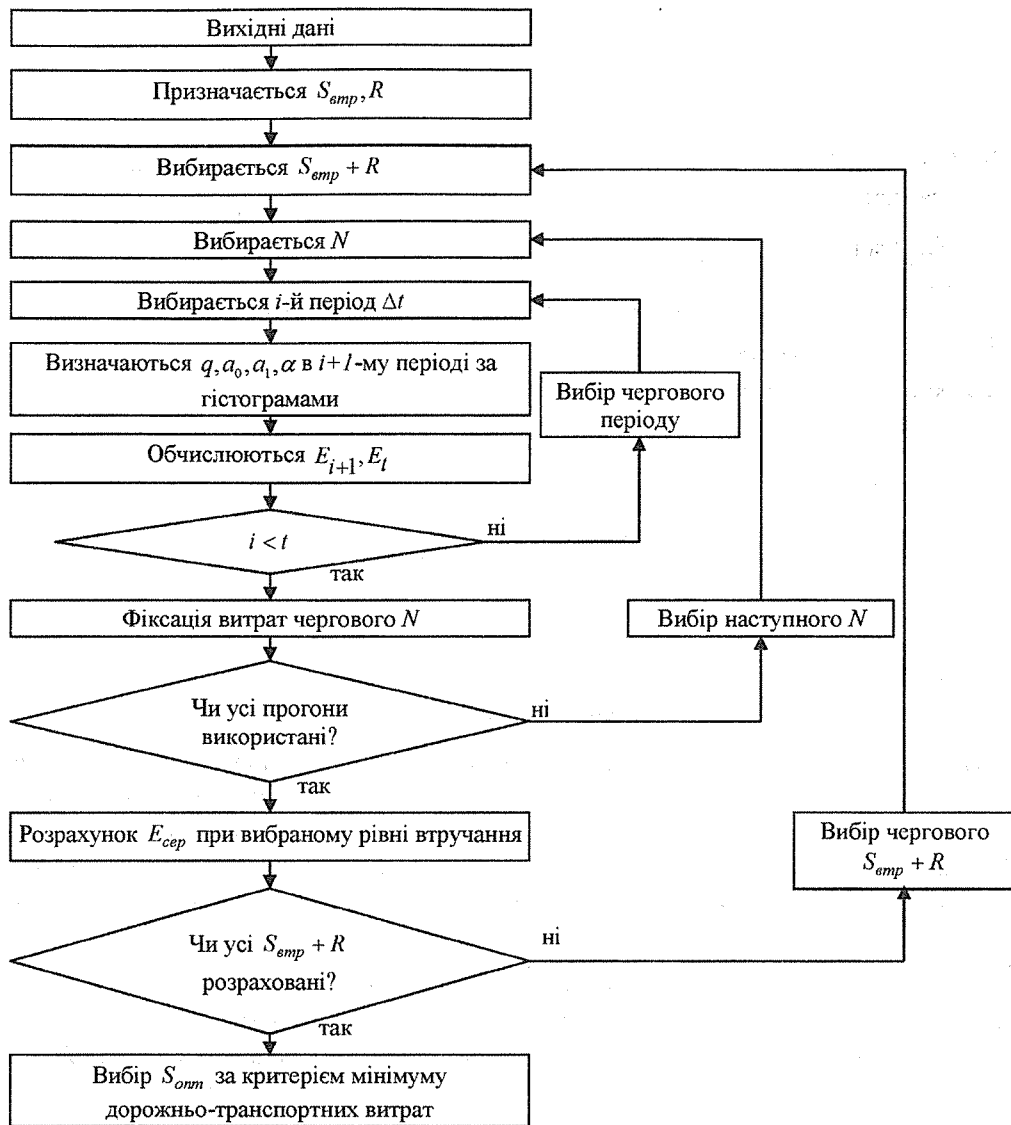 Вихідні дані
Призначається S_втр, R
Вибирається S_втр + R
Вибирається N
Вибирається i-й період Δt
Визначаються q, a_0, a_1, α в i+1-му періоді за
гістограмами
Вибір чергового
періоду
Обчислюються E_{i+1}, E_t
i < t
ні
так
Фіксація витрат чергового N
Вибір наступного N
Чи усі прогони
використані?
ні
так
Розрахунок E_сер при вибраному рівні втручання
Вибір чергового
S_втр + R
Чи усі S_втр + R
розраховані?
ні
так
Вибір S_опт за критерієм мінімуму
дорожньо-транспортних витрат